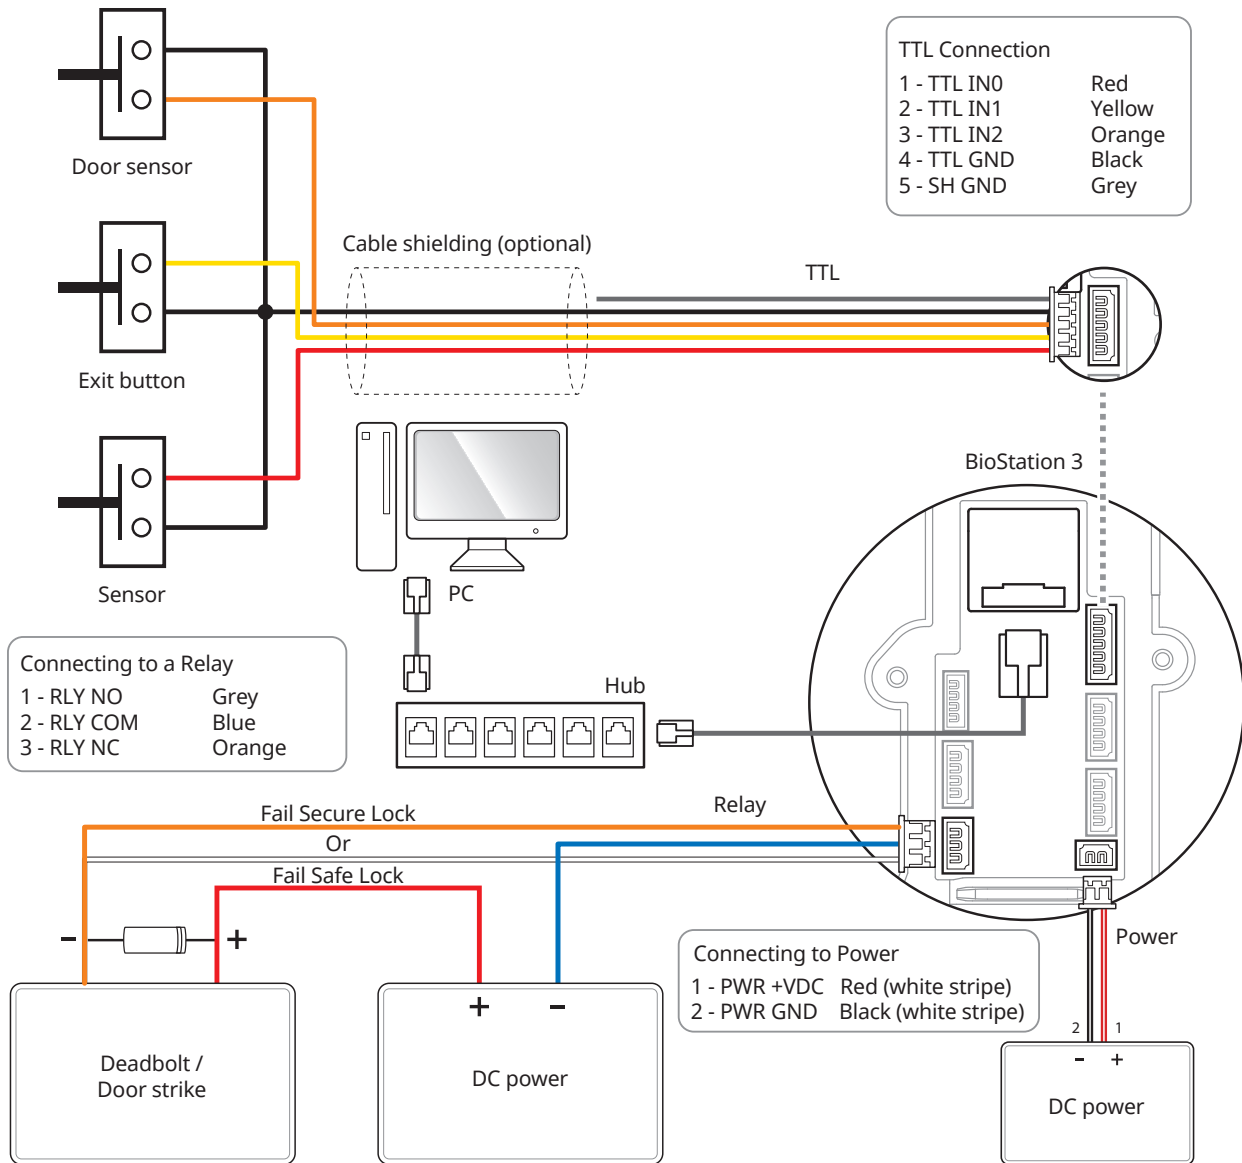 TTL Connection
1 - TTL IN0 Red
2 - TTL IN1 Yellow
3 - TTL IN2 Orange
4 - TTL GND Black
5 - SH GND Grey
Door sensor
Cable shielding (optional)
TTL
Exit button
BioStation 3
Sensor
PC
Connecting to a Relay
1 - RLY NO Grey
2 - RLY COM Blue
3 - RLY NC Orange
Hub
Fail Secure Lock
Relay
Or
Fail Safe Lock
- +
Connecting to Power
1 - PWR +VDC Red (white stripe)
2 - PWR GND Black (white stripe)
Power
+ -
2 1
- +
Deadbolt /
Door strike
DC power
DC power